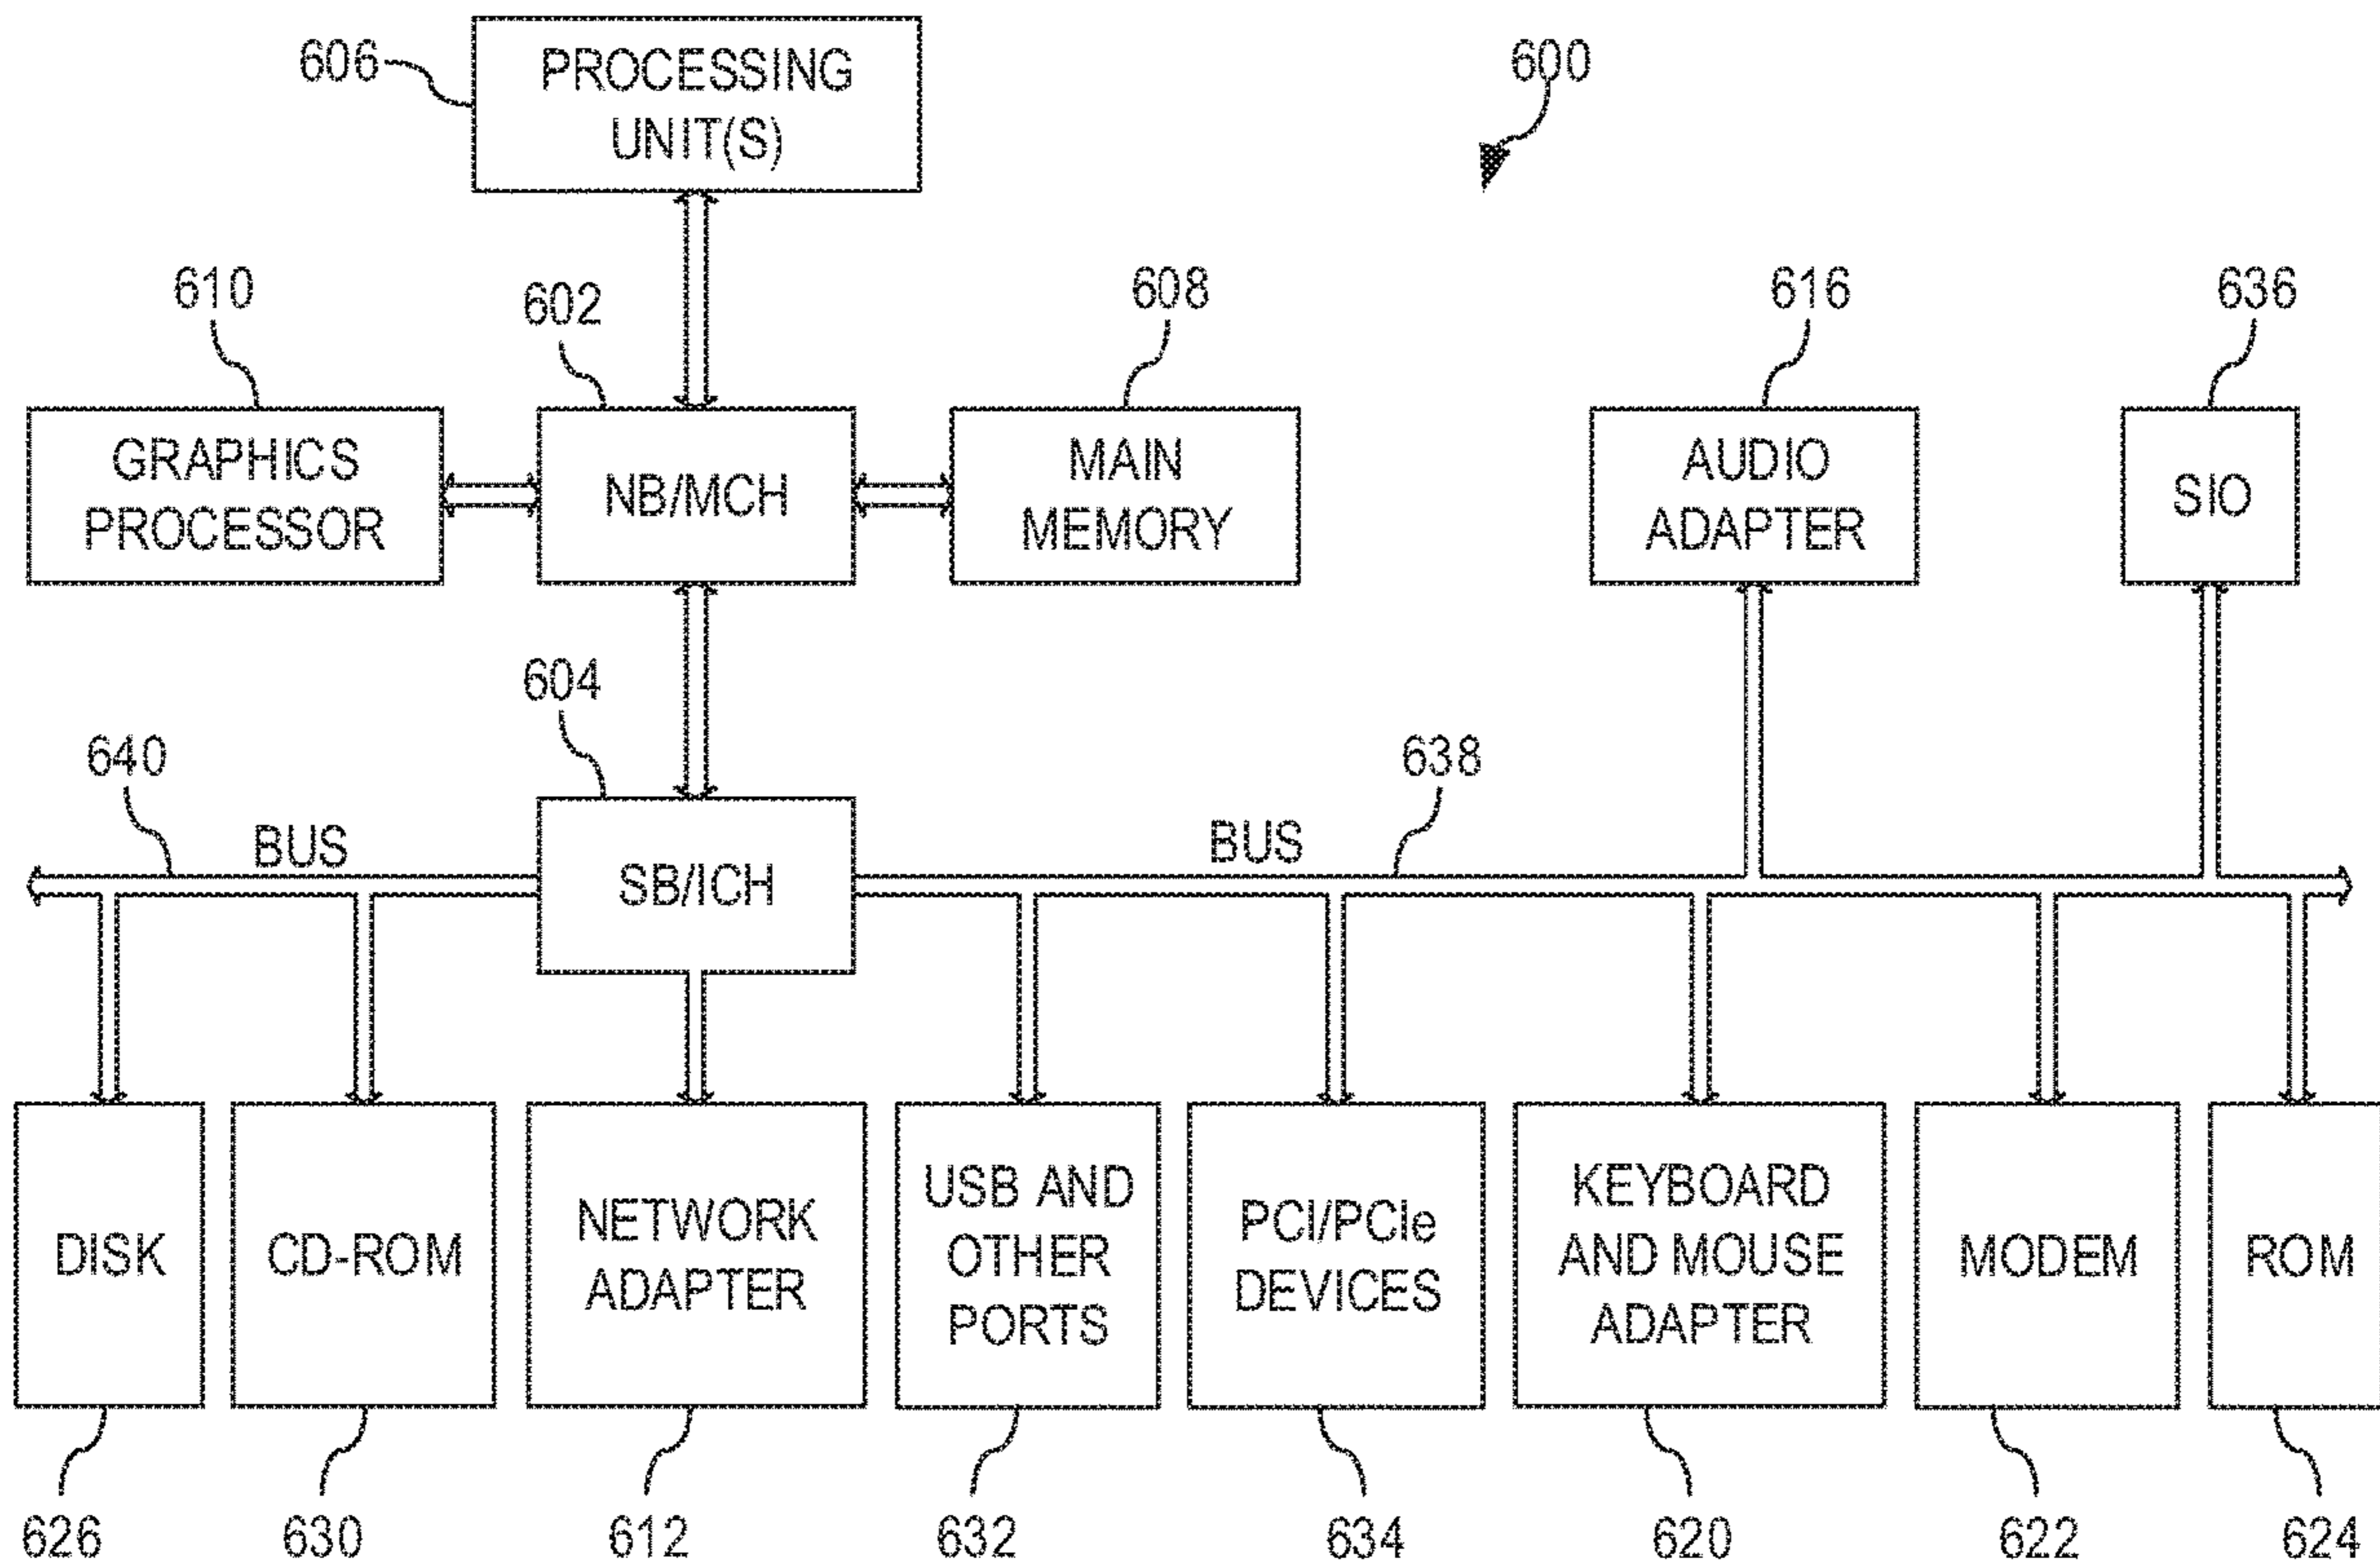 606
PROCESSING
UNIT(S)
600
610
602
608
616
636
GRAPHICS
PROCESSOR
NB/MCH
MAIN
MEMORY
AUDIO
ADAPTER
SIO
604
640
638
BUS
BUS
SB/ICH
DISK
CD-ROM
NETWORK
ADAPTER
USB AND
OTHER
PORTS
PCI/PCIe
DEVICES
KEYBOARD
AND MOUSE
ADAPTER
MODEM
ROM
626
630
612
632
634
620
622
624